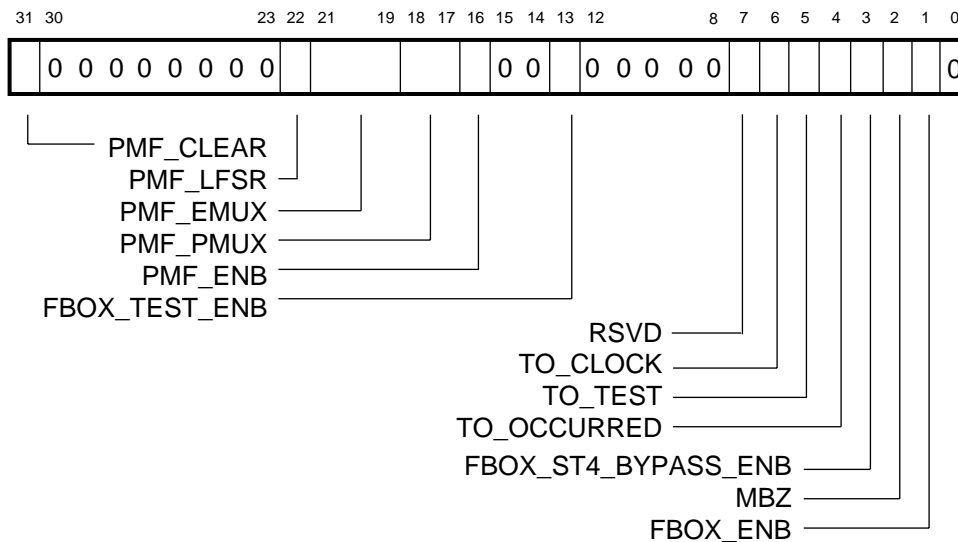 31 30 23 22 21 19 18 17 16 15 14 13 12 8 7 6 5 4 3 2 1 0
0 0 0 0 0 0 0 0 0 0 0 0 0 0 0 0
PMF_CLEAR
PMF_LFSR
PMF_EMUX
PMF_PMUX
PMF_ENB
FBOX_TEST_ENB
RSVD
TO_CLOCK
TO_TEST
TO_OCCURRED
FBOX_ST4_BYPASS_ENB
MBZ
FBOX_ENB